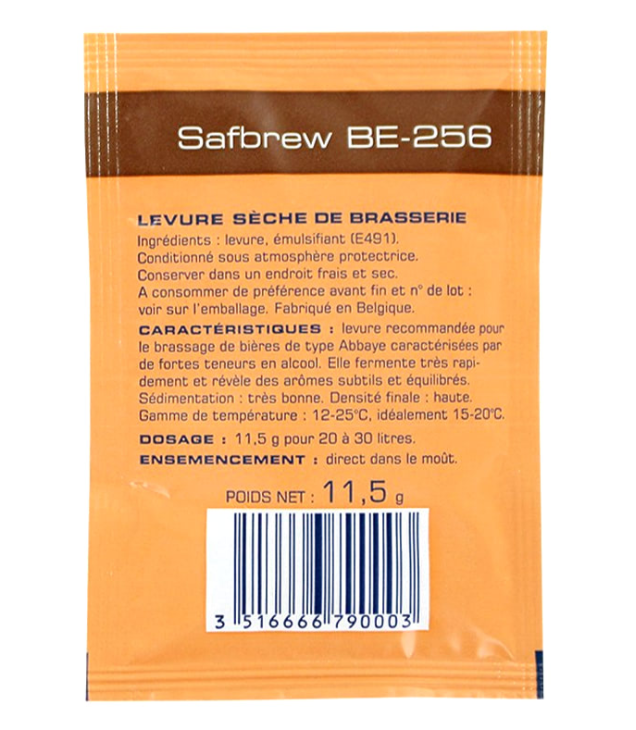 Safbrew BE-256
LEVURE SÈCHE DE BRASSERIE
Ingrédients : levure, émulsifiant (E491).
Conditionné sous atmosphère protectrice.
Conserver dans un endroit frais et sec.
A consommer de préférence avant fin et n° de lot :
voir sur l'emballage. Fabriqué en Belgique.
CARACTÉRISTIQUES : levure recommandée pour
le brassage de bières de type Abbaye caractérisées par
de fortes teneurs en alcool. Elle fermente très rapi-
dement et révèle des arômes subtils et équilibrés.
Sédimentation : très bonne. Densité finale : haute.
Gamme de température : 12-25°C, idéalement 15-20°C.
DOSAGE : 11,5 g pour 20 à 30 litres.
ENSEMENCEMENT : direct dans le moût.
POIDS NET : 11,5 g
3 516666 790003